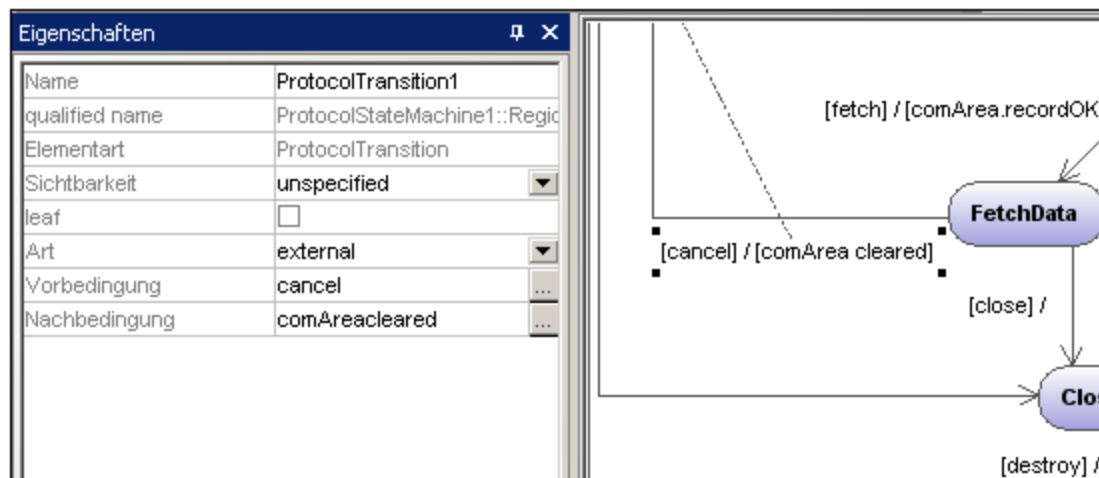 Eigenschaften
Name ProtocolTransition1
qualified name ProtocolStateMachine1::Regic
Elementart ProtocolTransition
Sichtbarkeit unspecified
leaf
Art external
Vorbedingung cancel ...
Nachbedingung comAreacleared ...
[fetch] / [comArea.recordOK
FetchData
[cancel] / [comArea cleared]
[close] /
Clos
[destroy] /